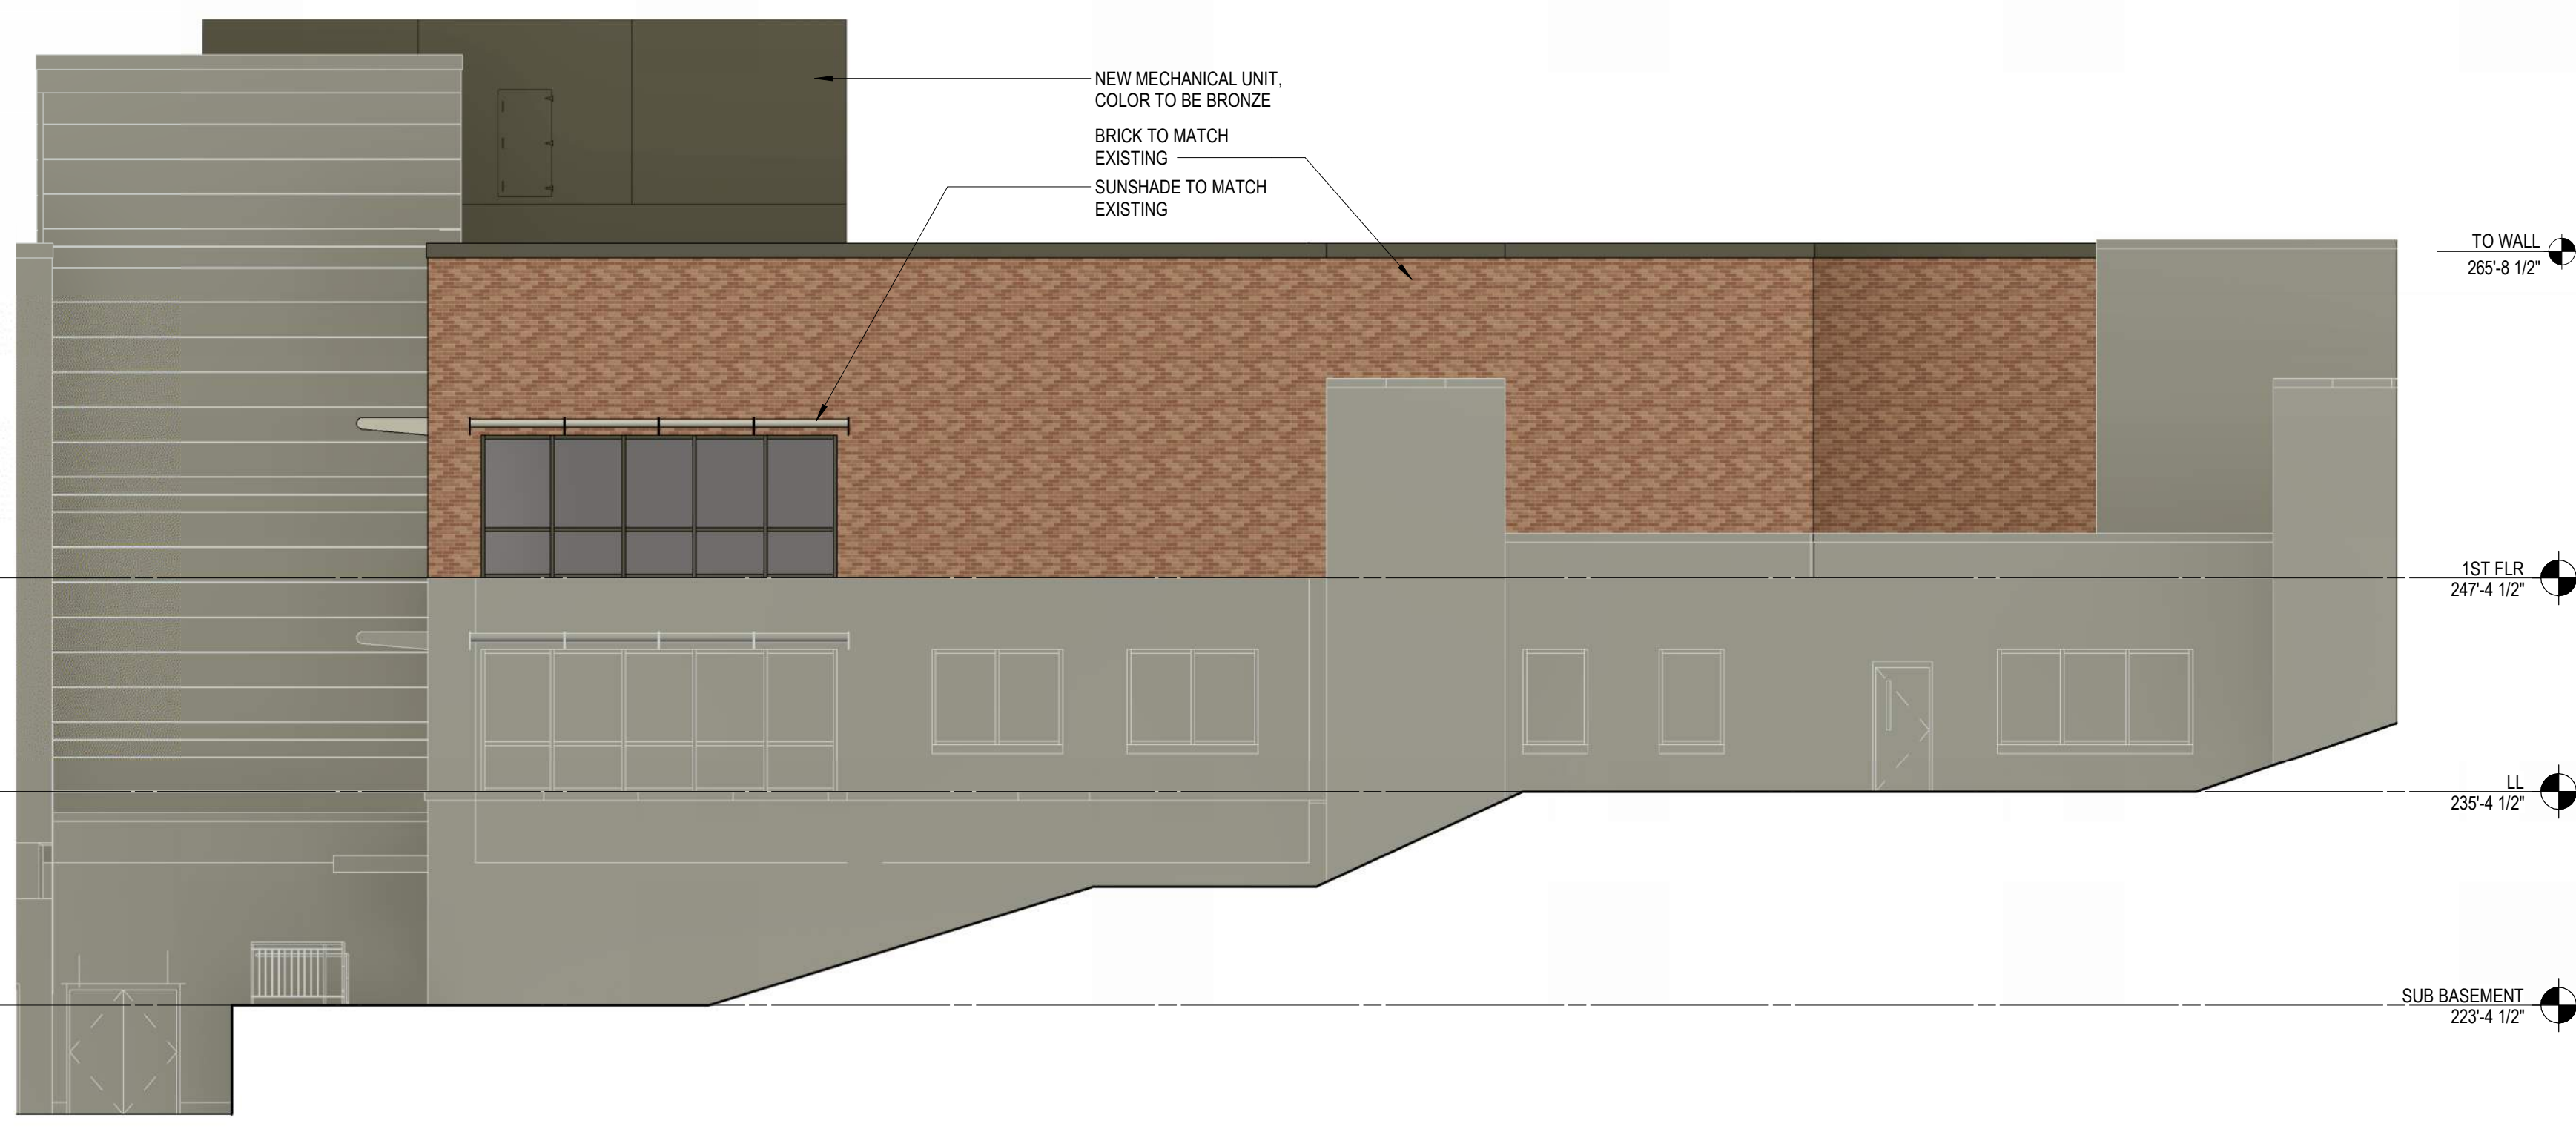 NEW MECHANICAL UNIT,
COLOR TO BE BRONZE
BRICK TO MATCH
EXISTING
SUNSHADE TO MATCH
EXISTING
TO WALL
265'-8 1/2"
1ST FLR
247'-4 1/2"
LL
235'-4 1/2"
SUB BASEMENT
223'-4 1/2"